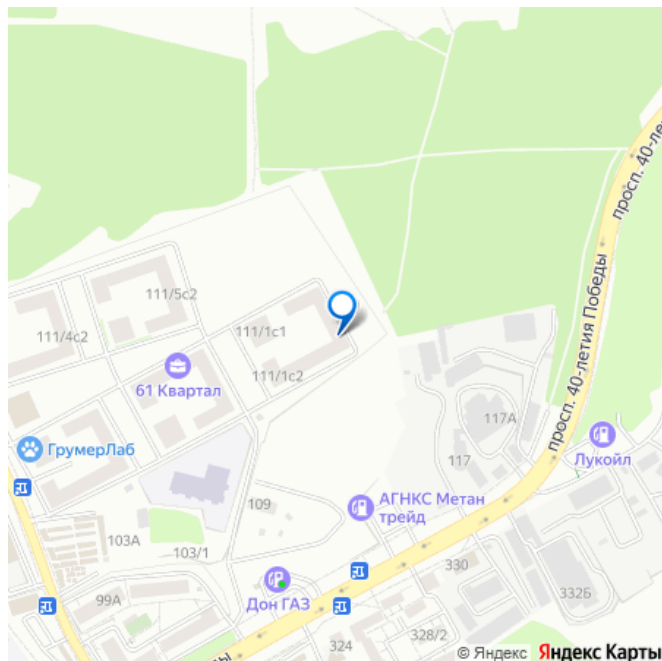 просп. 40-лет
просп. 40-летия Победы
111/5с2
111/4с2
111/1с1
111/1с2
61 Квартал
ГрумерЛаб
117А
Лукойл
117
АГНКС Метан
трейд
109
103А
103/1
330
Дон ГАЗ
99А
332Б
328/2
324
ды
© Яндекс Яндекс Карты